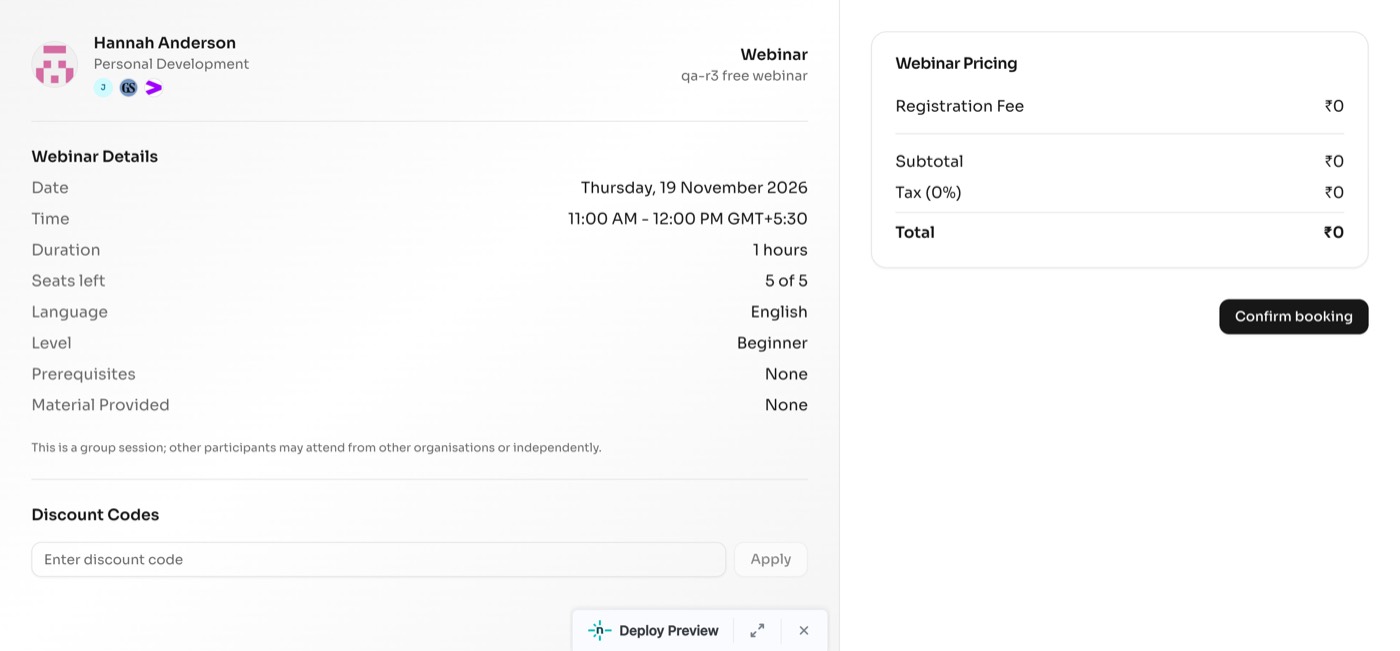 Hannah Anderson
Personal Development
J GS
Webinar
qa-r3 free webinar
Webinar Details
Date Thursday, 19 November 2026
Time 11:00 AM - 12:00 PM GMT+5:30
Duration 1 hours
Seats left 5 of 5
Language English
Level Beginner
Prerequisites None
Material Provided None
This is a group session; other participants may attend from other organisations or independently.
Discount Codes
Enter discount code Apply
n Deploy Preview
Webinar Pricing
Registration Fee ₹0
Subtotal ₹0
Tax (0%) ₹0
Total ₹0
Confirm booking